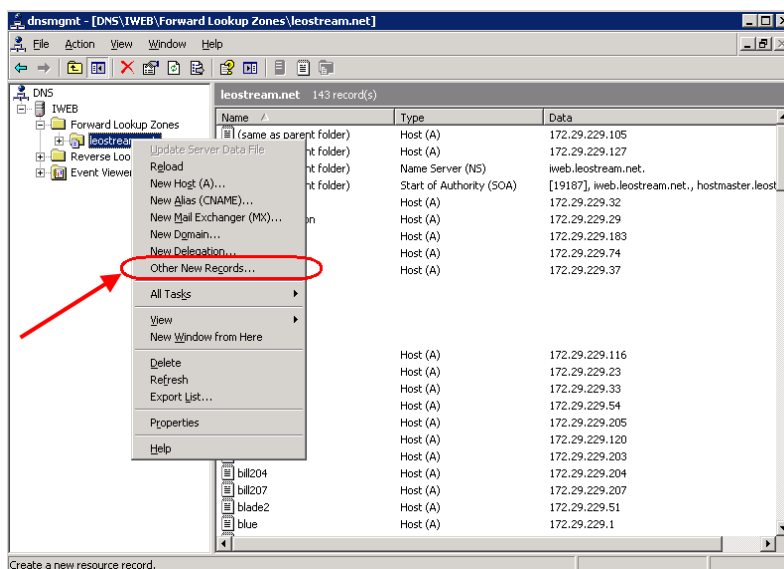 dnsmgmt - [DNS\IWEB\Forward Lookup Zones\leostream.net]
File Action View Window Help
DNS
IWEB
Forward Lookup Zones
Reverse Loo
Event Viewer
leostream.net 143 record(s)
Name Type Data
(same as parent folder) Host (A) 172.29.229.105
nt folder) Host (A) 172.29.229.127
nt folder) Name Server (NS) iweb.leostream.net.
nt folder) Start of Authority (SOA) [19187], iweb.leostream.net., hostmaster.leost
Host (A) 172.29.229.32
on Host (A) 172.29.229.29
Host (A) 172.29.229.183
Host (A) 172.29.229.74
Host (A) 172.29.229.37
Host (A) 172.29.229.116
Host (A) 172.29.229.23
Host (A) 172.29.229.33
Host (A) 172.29.229.54
Host (A) 172.29.229.205
Host (A) 172.29.229.120
Host (A) 172.29.229.203
bill204 Host (A) 172.29.229.204
bill207 Host (A) 172.29.229.207
blade2 Host (A) 172.29.229.51
blue Host (A) 172.29.229.1
Update Server Data File
Reload
New Host (A)...
New Alias (CNAME)...
New Mail Exchanger (MX)...
New Domain...
New Delegation...
Other New Records...
All Tasks
View
New Window from Here
Delete
Refresh
Export List...
Properties
Help
Create a new resource record.